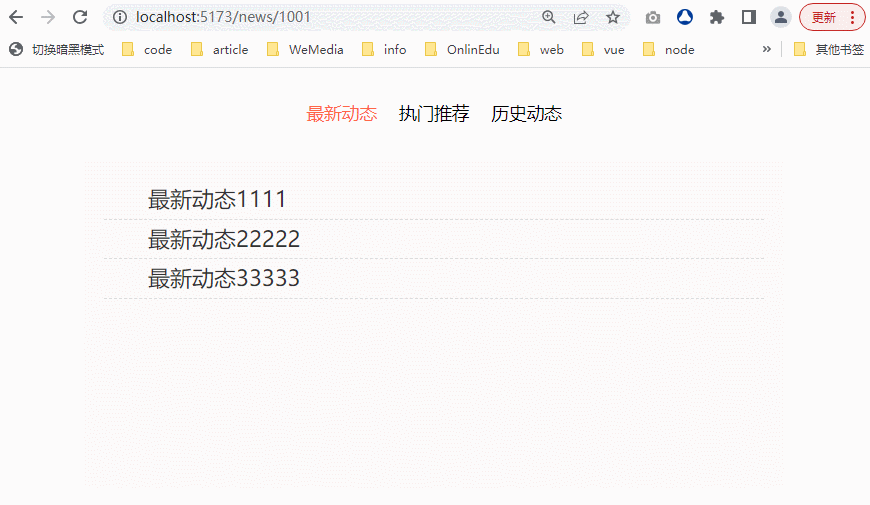 localhost:5173/news/1001 更新
切换暗黑模式 code article WeMedia info OnlinEdu web vue node » 其他书签
最新动态 执门推荐 历史动态
最新动态1111
最新动态22222
最新动态33333